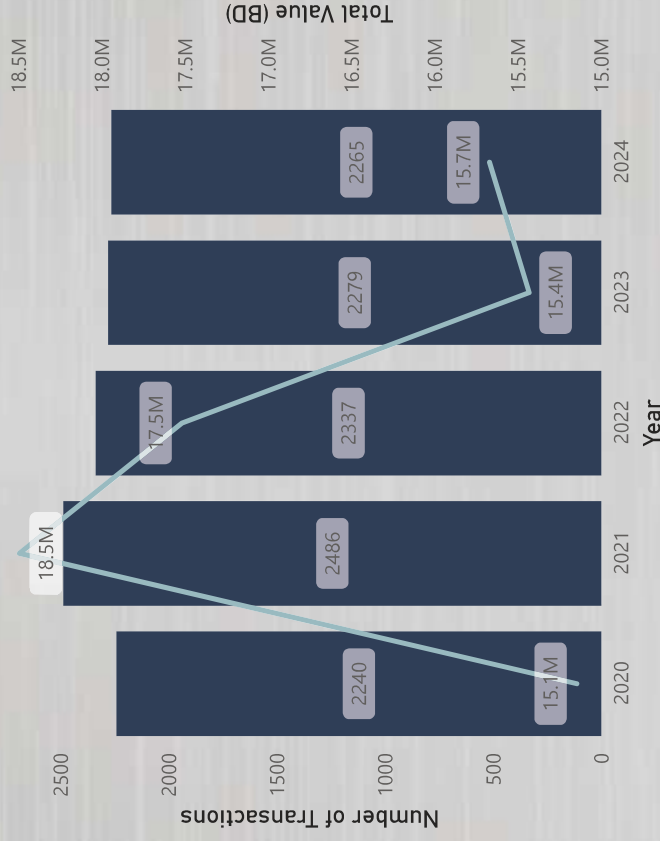 Number of Transactions
2500
2000
1500
1000
500
0
18.5M
17.5M
15.7M
15.4M
15.1M
2240
2486
2337
2279
2265
2020
2021
2022
2023
2024
Year
Total Value (BD)
18.5M
18.0M
17.5M
17.0M
16.5M
16.0M
15.5M
15.0M